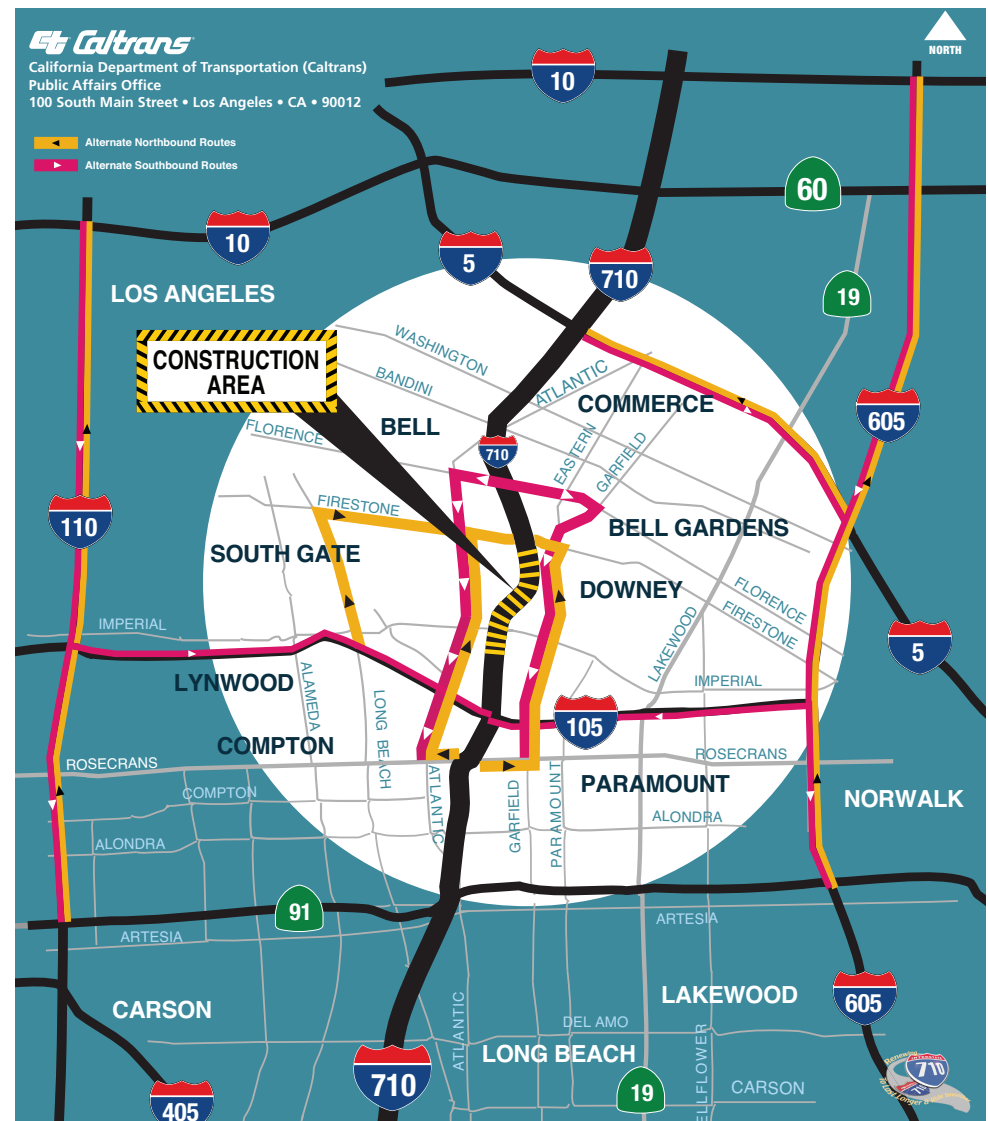 Caltrans
California Department of Transportation (Caltrans)
Public Affairs Office
100 South Main Street • Los Angeles • CA • 90012
NORTH
Alternate Northbound Routes
Alternate Southbound Routes
10
60
10
5
710
19
LOS ANGELES
WASHINGTON
CONSTRUCTION
AREA
BANDINI
ATLANTIC
COMMERCE
605
BELL
FLORENCE
710
EASTERN
GARFIELD
110
FIRESTONE
BELL GARDENS
SOUTH GATE
DOWNEY
FLORENCE
FIRESTONE
IMPERIAL
LAKEWOOD
5
LYNWOOD
ALAMEDA
IMPERIAL
LONG BEACH
105
COMPTON
ROSECRANS
ROSECRANS
ATLANTIC
GARFIELD
PARAMOUNT
PARAMOUNT
NORWALK
COMPTON
ALONDRA
ALONDRA
91
ARTESIA
ARTESIA
CARSON
LAKEWOOD
605
ATLANTIC
DEL AMO
LONG BEACH
ELLFLOWER
710
19
CARSON
405
Renewing
INTERSTATE
710